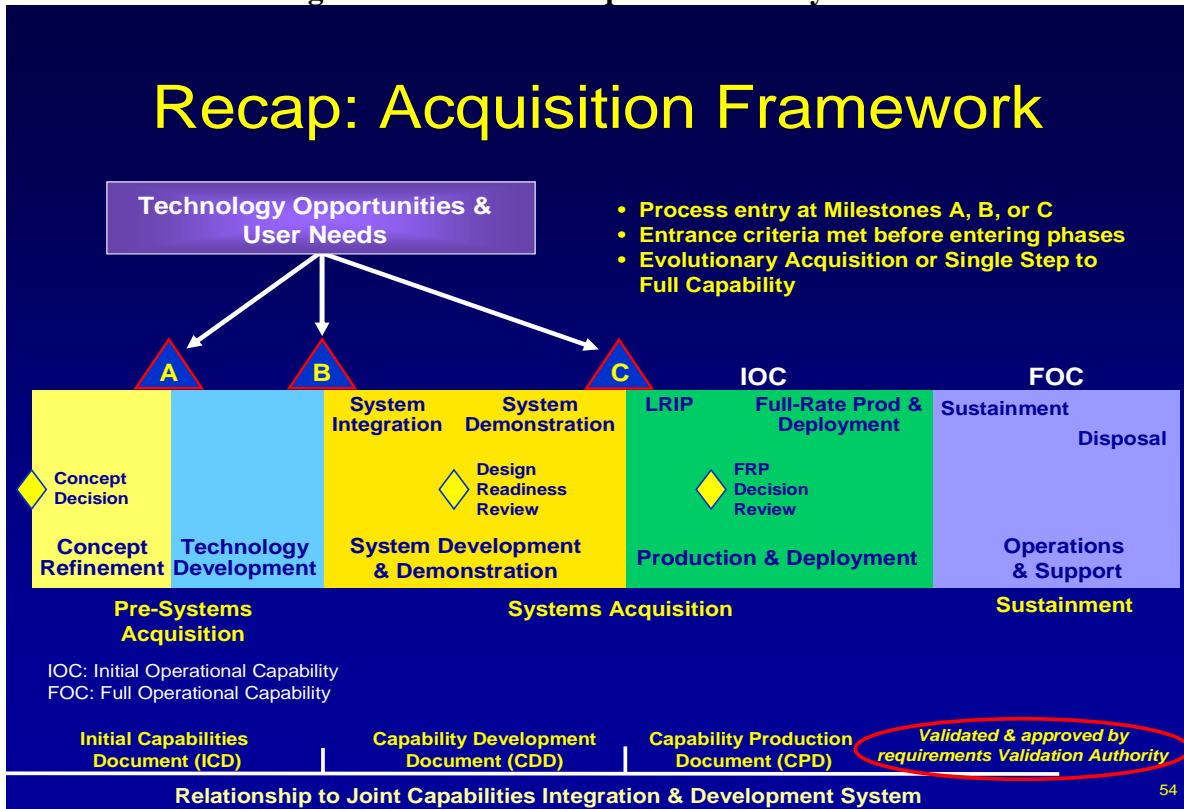 Recap: Acquisition Framework
Technology Opportunities &
User Needs
• Process entry at Milestones A, B, or C
• Entrance criteria met before entering phases
• Evolutionary Acquisition or Single Step to
Full Capability
A
B
C
IOC
FOC
System
Integration
System
Demonstration
LRIP
Full-Rate Prod &
Deployment
Sustainment
Disposal
Concept
Decision
Design
Readiness
Review
FRP
Decision
Review
Concept
Refinement
Technology
Development
System Development
& Demonstration
Production & Deployment
Operations
& Support
Pre-Systems
Acquisition
Systems Acquisition
Sustainment
IOC: Initial Operational Capability
FOC: Full Operational Capability
Initial Capabilities
Document (ICD)
Capability Development
Document (CDD)
Capability Production
Document (CPD)
Validated & approved by
requirements Validation Authority
Relationship to Joint Capabilities Integration & Development System
54